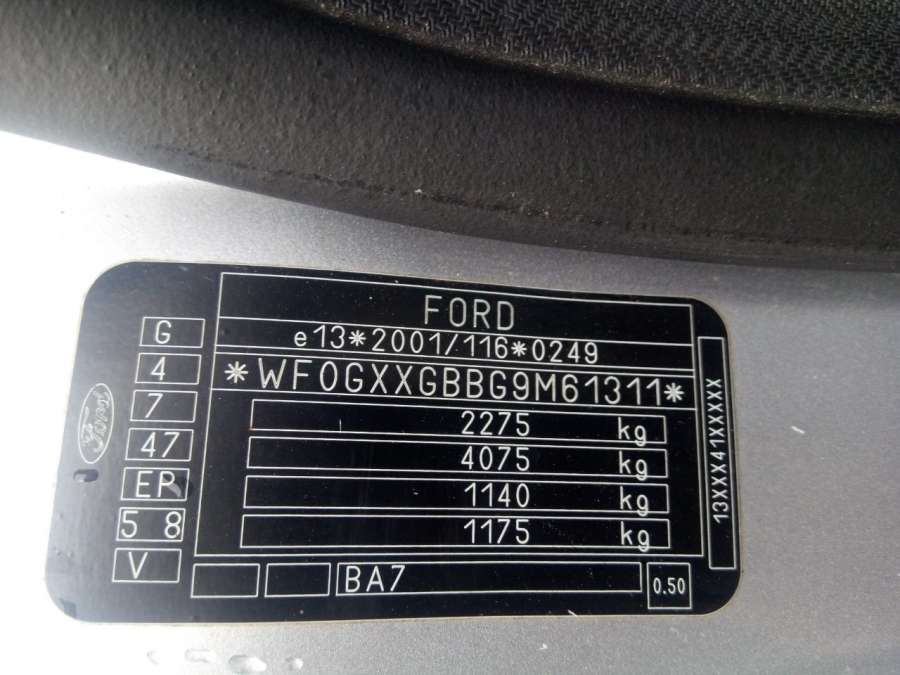 FORD
e13*2001/116*0249
*WF0GXXGBBG9M61311*
2275 kg
4075 kg
1140 kg
1175 kg
G
4
7
47
EP
5 8
V
BA7
0.50
13XXX41XXXXX
Ford